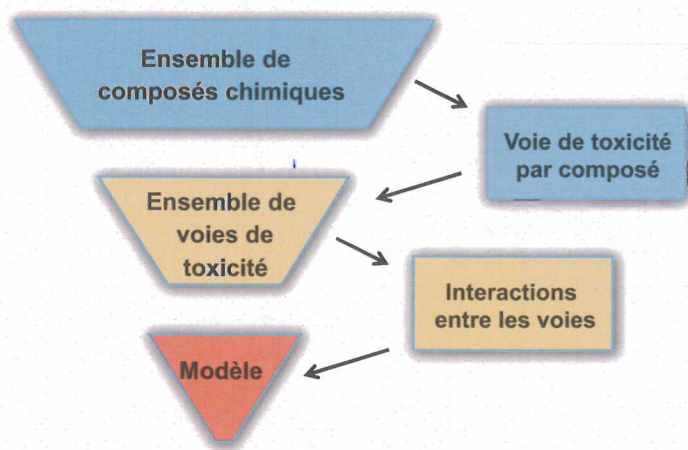 Ensemble de
composés chimiques
Voie de toxicité
par composé
Ensemble de
voies de
toxicité
Interactions
entre les voies
Modèle